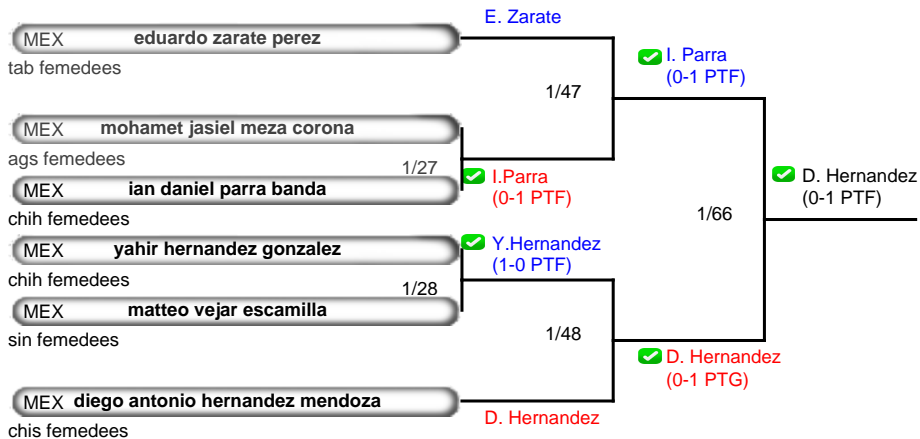 E. Zarate
MEX eduardo zarate perez
tab femedees
I. Parra
(0-1 PTF)
1/47
MEX mohamet jasiel meza corona
ags femedees
1/27
MEX ian daniel parra banda
chih femedees
I.Parra
(0-1 PTF)
D. Hernandez
(0-1 PTF)
1/66
MEX yahir hernandez gonzalez
chih femedees
Y.Hernandez
(1-0 PTF)
1/28
MEX matteo vejar escamilla
sin femedees
1/48
D. Hernandez
(0-1 PTG)
MEX diego antonio hernandez mendoza
chis femedees
D. Hernandez